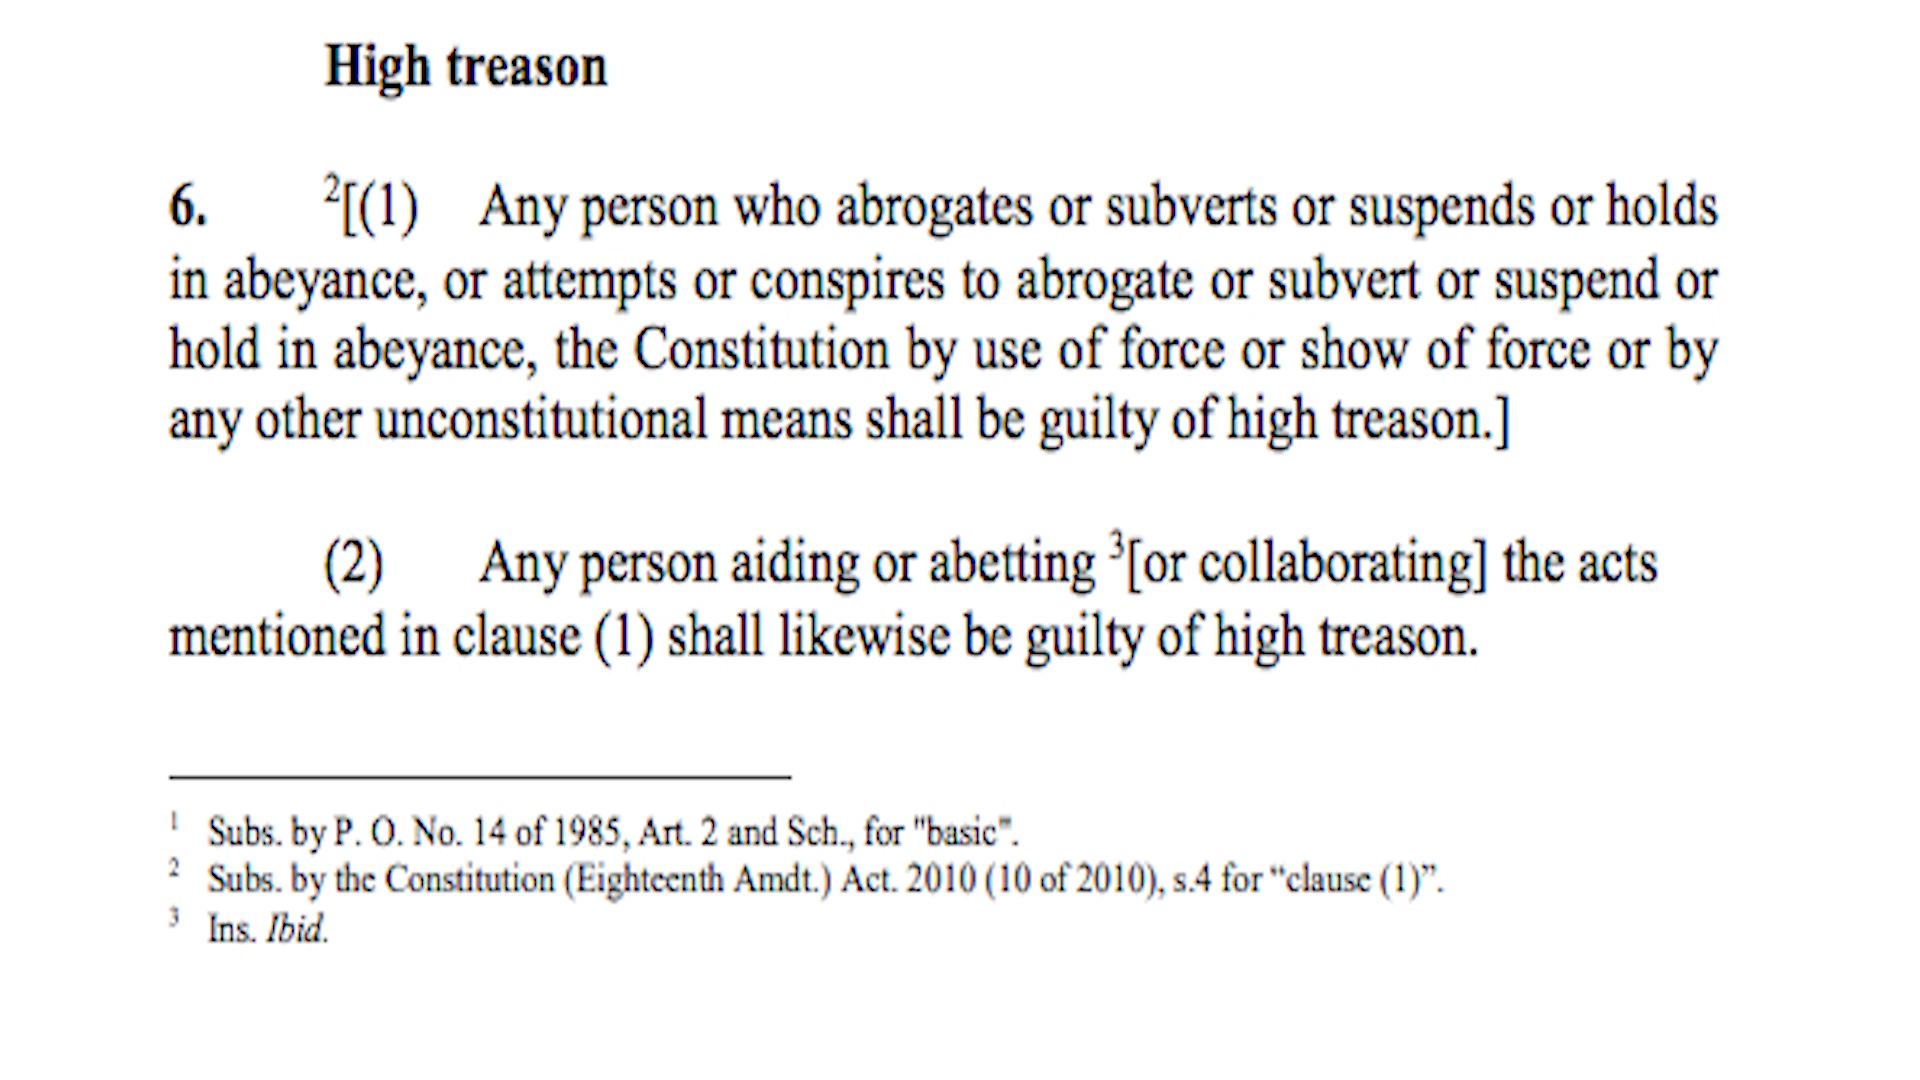 High treason
6. ²[(1) Any person who abrogates or subverts or suspends or holds
in abeyance, or attempts or conspires to abrogate or subvert or suspend or
hold in abeyance, the Constitution by use of force or show of force or by
any other unconstitutional means shall be guilty of high treason.]
(2) Any person aiding or abetting ³[or collaborating] the acts
mentioned in clause (1) shall likewise be guilty of high treason.
¹ Subs. by P. O. No. 14 of 1985, Art. 2 and Sch., for "basic".
² Subs. by the Constitution (Eighteenth Amdt.) Act. 2010 (10 of 2010), s.4 for “clause (1)”.
³ Ins. Ibid.